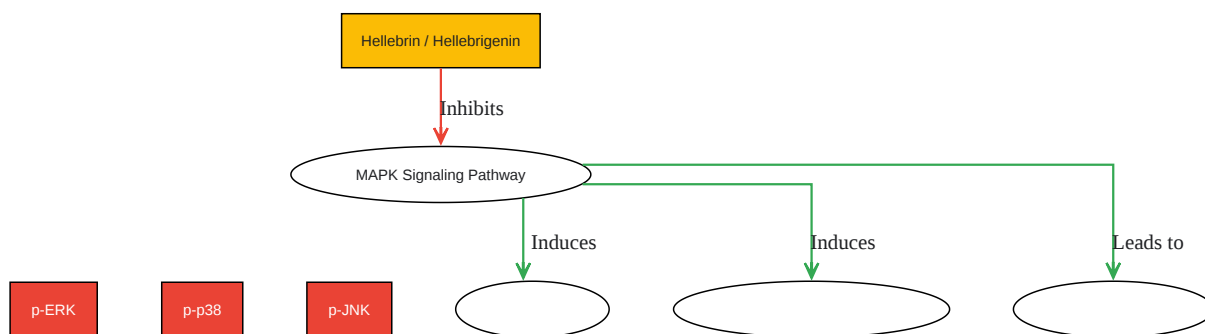 Hellebrin / Hellebrigenin
Inhibits
MAPK Signaling Pathway
Induces
Induces
Leads to
p-ERK
p-p38
p-JNK